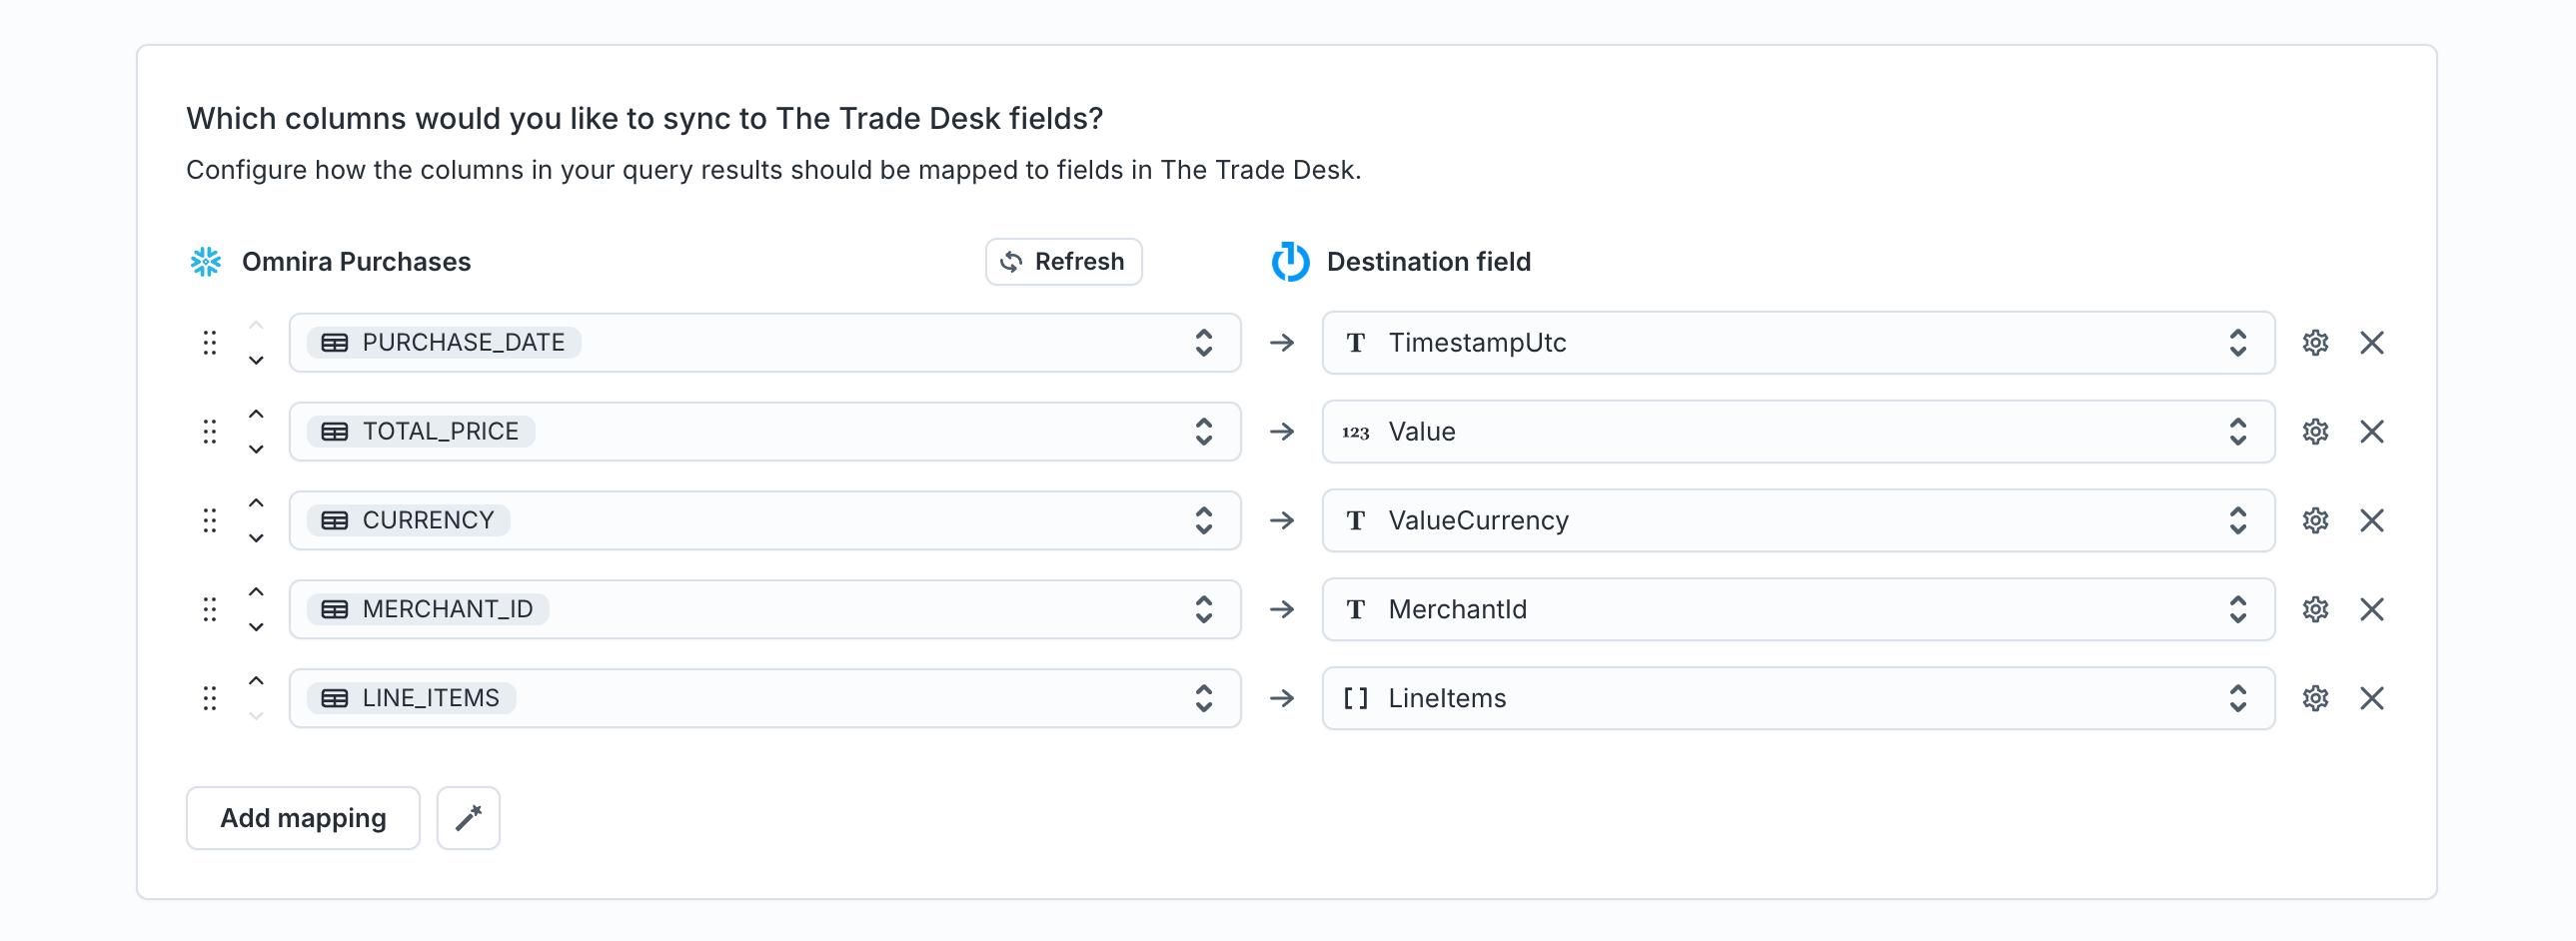 Which columns would you like to sync to The Trade Desk fields?
Configure how the columns in your query results should be mapped to fields in The Trade Desk.
Omnira Purchases Refresh Destination field
PURCHASE_DATE T TimestampUtc
TOTAL_PRICE 123 Value
CURRENCY T ValueCurrency
MERCHANT_ID T MerchantId
LINE_ITEMS [ ] LineItems
Add mapping